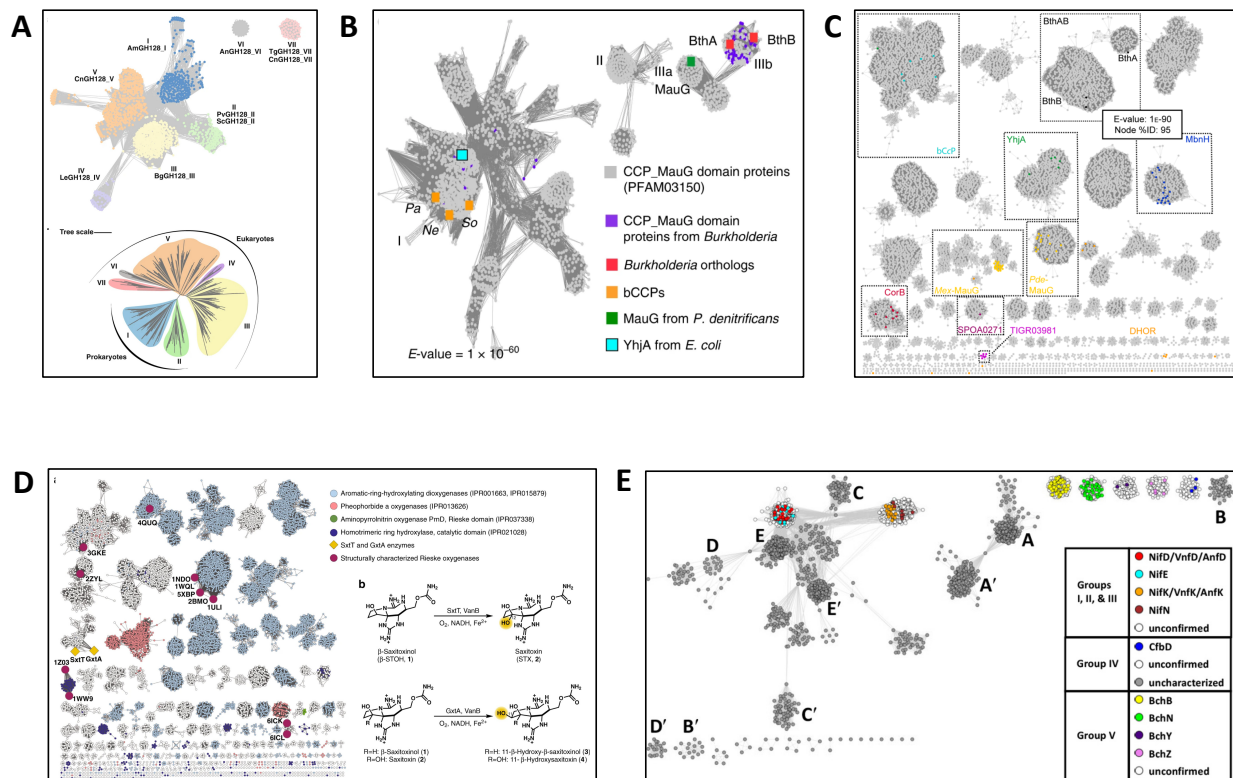 A
I
AmGH128_I
VI
AnGH128_VI
VII
TgGH128_VII
CnGH128_VII
V
CnGH128_V
II
PvGH128_II
ScGH128_II
IV
LeGH128_IV
III
BgGH128_III
Tree scale
V
Eukaryotes
VI
IV
VII
III
I
II
Prokaryotes
B
BthA
BthB
II
IIIa
IIIb
MauG
CCP_MauG domain proteins
(PFAM03150)
CCP_MauG domain
proteins from Burkholderia
Burkholderia orthologs
bCCPs
MauG from P. denitrificans
YhjA from E. coli
Pa
So
Ne
I
E-value = 1 × 10⁻⁶⁰
C
BthAB
BthA
BthB
E-value: 1E-90
Node %ID: 95
bCcP
YhjA
MbnH
Mex-MauG
Pde-
MauG
CorB
SPOA0271
TIGR03981
DHOR
D
Aromatic-ring-hydroxylating dioxygenases (IPR001663, IPR015879)
Pheophorbide a oxygenases (IPR013626)
Aminopyrrolnitrin oxygenase PrnD, Rieske domain (IPR037338)
Homotrimeric ring hydroxylase, catalytic domain (IPR021028)
SxtT and GxtA enzymes
Structurally characterized Rieske oxygenases
4QUQ
3GKE
2ZYL
1NDO
1WQL
5XBP
2BMO
1ULI
SxtT GxtA
1Z03
1WW9
6ICK
6ICL
b
SxtT, VanB
O₂, NADH, Fe²⁺
β-Saxitoxinol
(β-STOH, 1)
Saxitoxin
(STX, 2)
GxtA, VanB
O₂, NADH, Fe²⁺
R=H: β-Saxitoxinol (1)
R=OH: Saxitoxin (2)
R=H: 11-β-Hydroxy-β-saxitoxinol (3)
R=OH: 11- β-Hydroxysaxitoxin (4)
E
C
E
D
E′
A
A′
B
C′
D′
B′
Groups
I, II, & III
NifD/VnfD/AnfD
NifE
NifK/VnfK/AnfK
NifN
unconfirmed
Group IV
CfbD
unconfirmed
uncharacterized
Group V
BchB
BchN
BchY
BchZ
unconfirmed